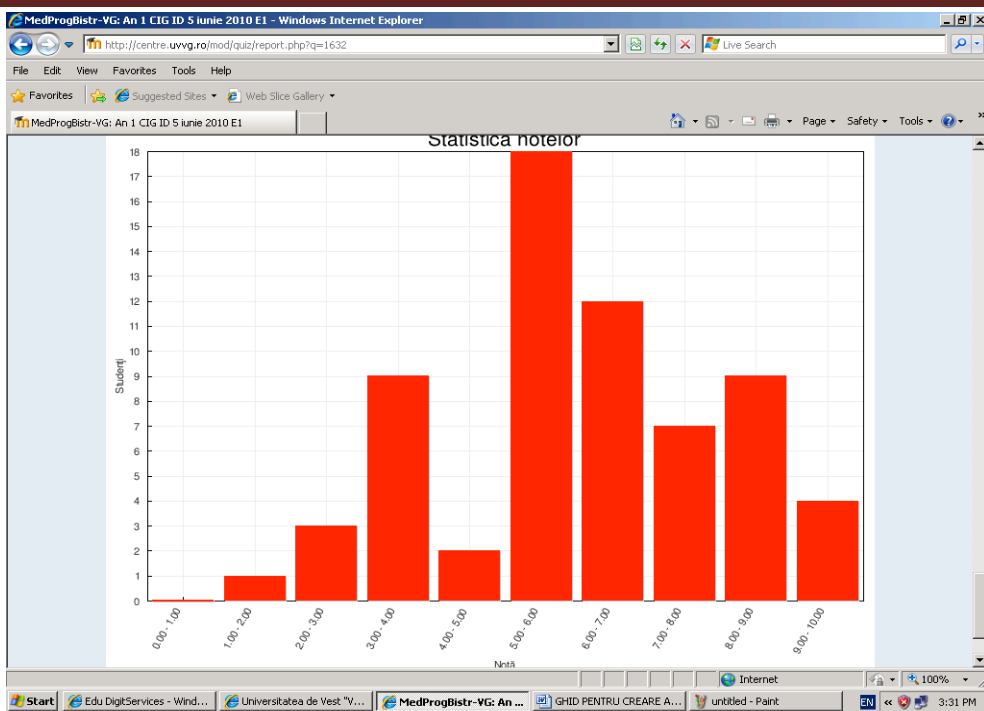 MedProgBistr-VG: An 1 CIG ID 5 iunie 2010 E1 - Windows Internet Explorer
http://centre.uvvg.ro/mod/quiz/report.php?q=1632
Live Search
File Edit View Favorites Tools Help
Favorites Suggested Sites Web Slice Gallery
MedProgBistr-VG: An 1 CIG ID 5 iunie 2010 E1
Page Safety Tools
Statistica notelor
18
17
16
15
14
13
12
11
10
9
8
7
6
5
4
3
2
1
0
Studenţi
0.00 - 1.00
1.00 - 2.00
2.00 - 3.00
3.00 - 4.00
4.00 - 5.00
5.00 - 6.00
6.00 - 7.00
7.00 - 8.00
8.00 - 9.00
9.00 - 10.00
Notă
Internet 100%
Start Edu DigitServices - Wind... Universitatea de Vest "V... MedProgBistr-VG: An ... GHID PENTRU CREARE A... untitled - Paint EN « 3:31 PM